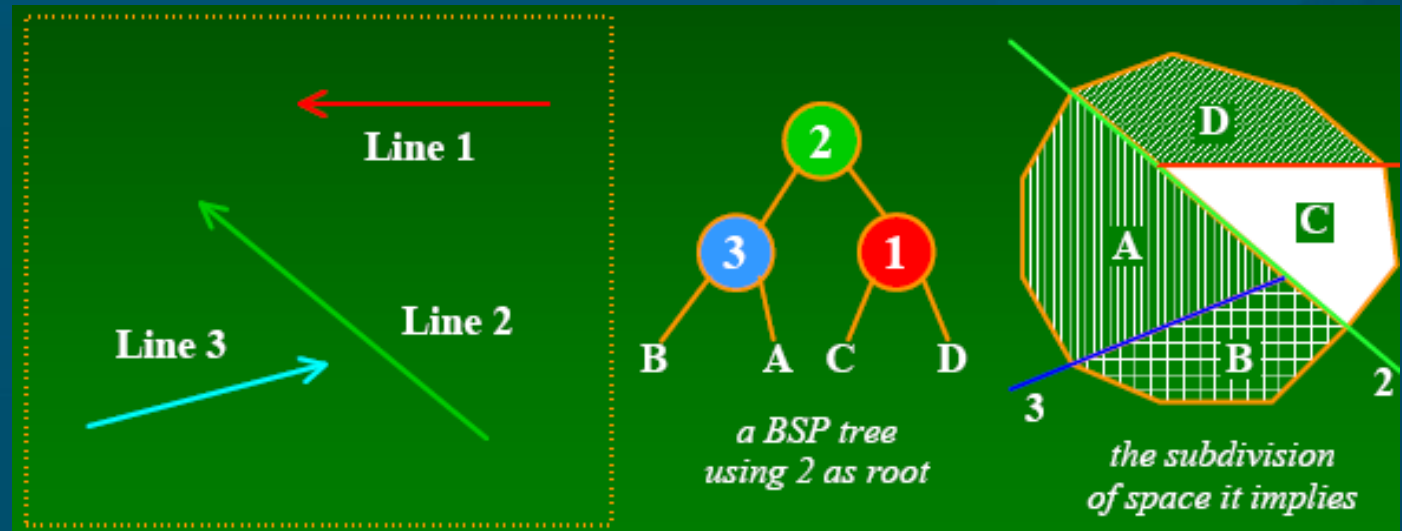 Line 1
Line 2
Line 3
2
3
1
B A C D
a BSP tree
using 2 as root
D
C
A
B
3
2
the subdivision
of space it implies